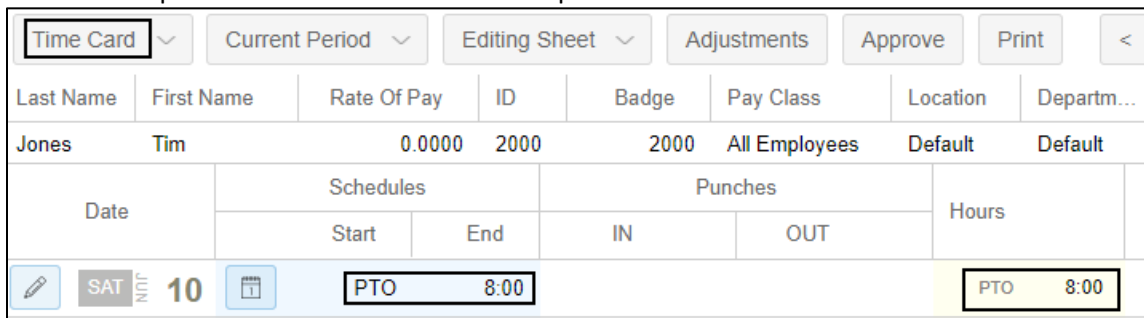 Time Card Current Period Editing Sheet Adjustments Approve Print <
Last Name First Name Rate Of Pay ID Badge Pay Class Location Departm...
Jones Tim 0.0000 2000 2000 All Employees Default Default
Date Schedules Punches Hours
Start End IN OUT
SAT JUN 10 1 PTO 8:00 PTO 8:00